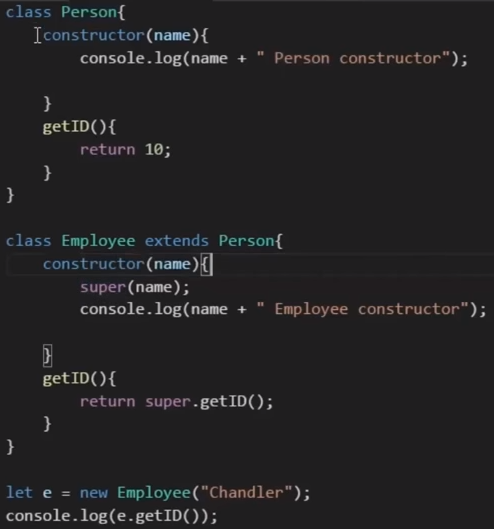 class Person{
constructor(name){
console.log(name + " Person constructor");
}
getID(){
return 10;
}
}
class Employee extends Person{
constructor(name){
super(name);
console.log(name + " Employee constructor");
}
getID(){
return super.getID();
}
}
let e = new Employee("Chandler");
console.log(e.getID());